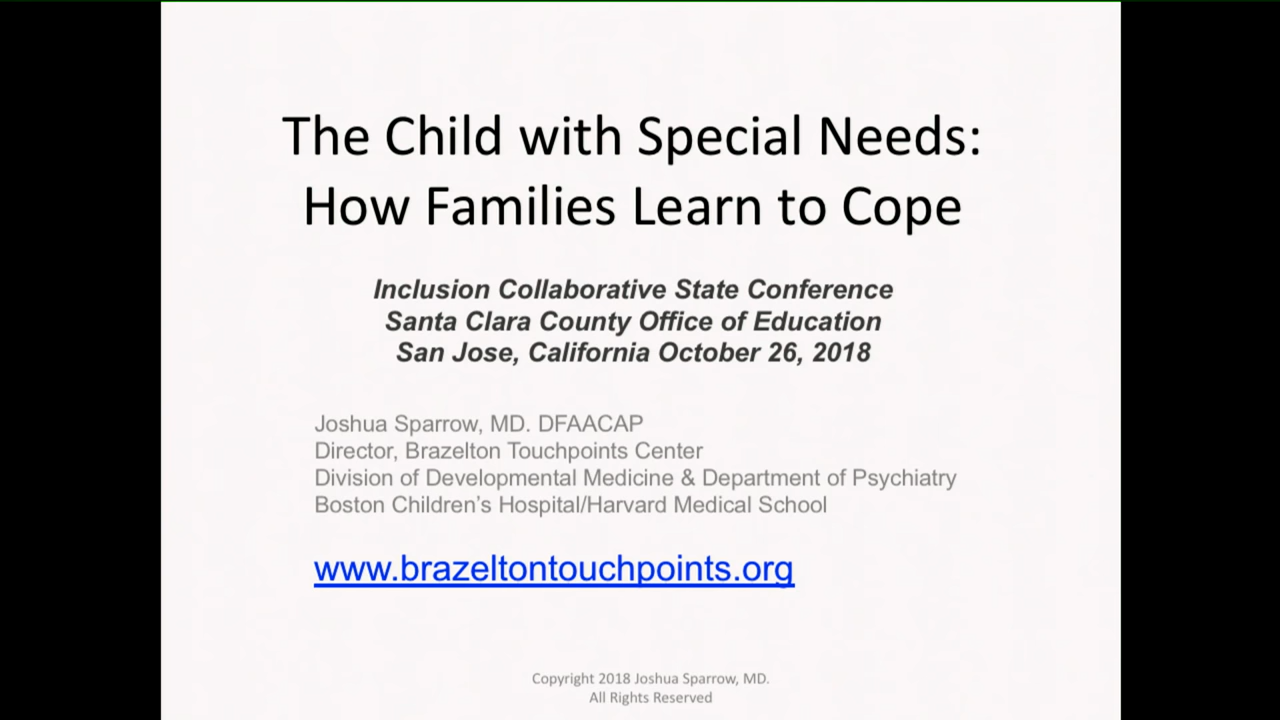 The Child with Special Needs:
How Families Learn to Cope
Inclusion Collaborative State Conference
Santa Clara County Office of Education
San Jose, California October 26, 2018
Joshua Sparrow, MD. DFAACAP
Director, Brazelton Touchpoints Center
Division of Developmental Medicine & Department of Psychiatry
Boston Children's Hospital/Harvard Medical School
www.brazeltontouchpoints.org
Copyright 2018 Joshua Sparrow, MD.
All Rights Reserved